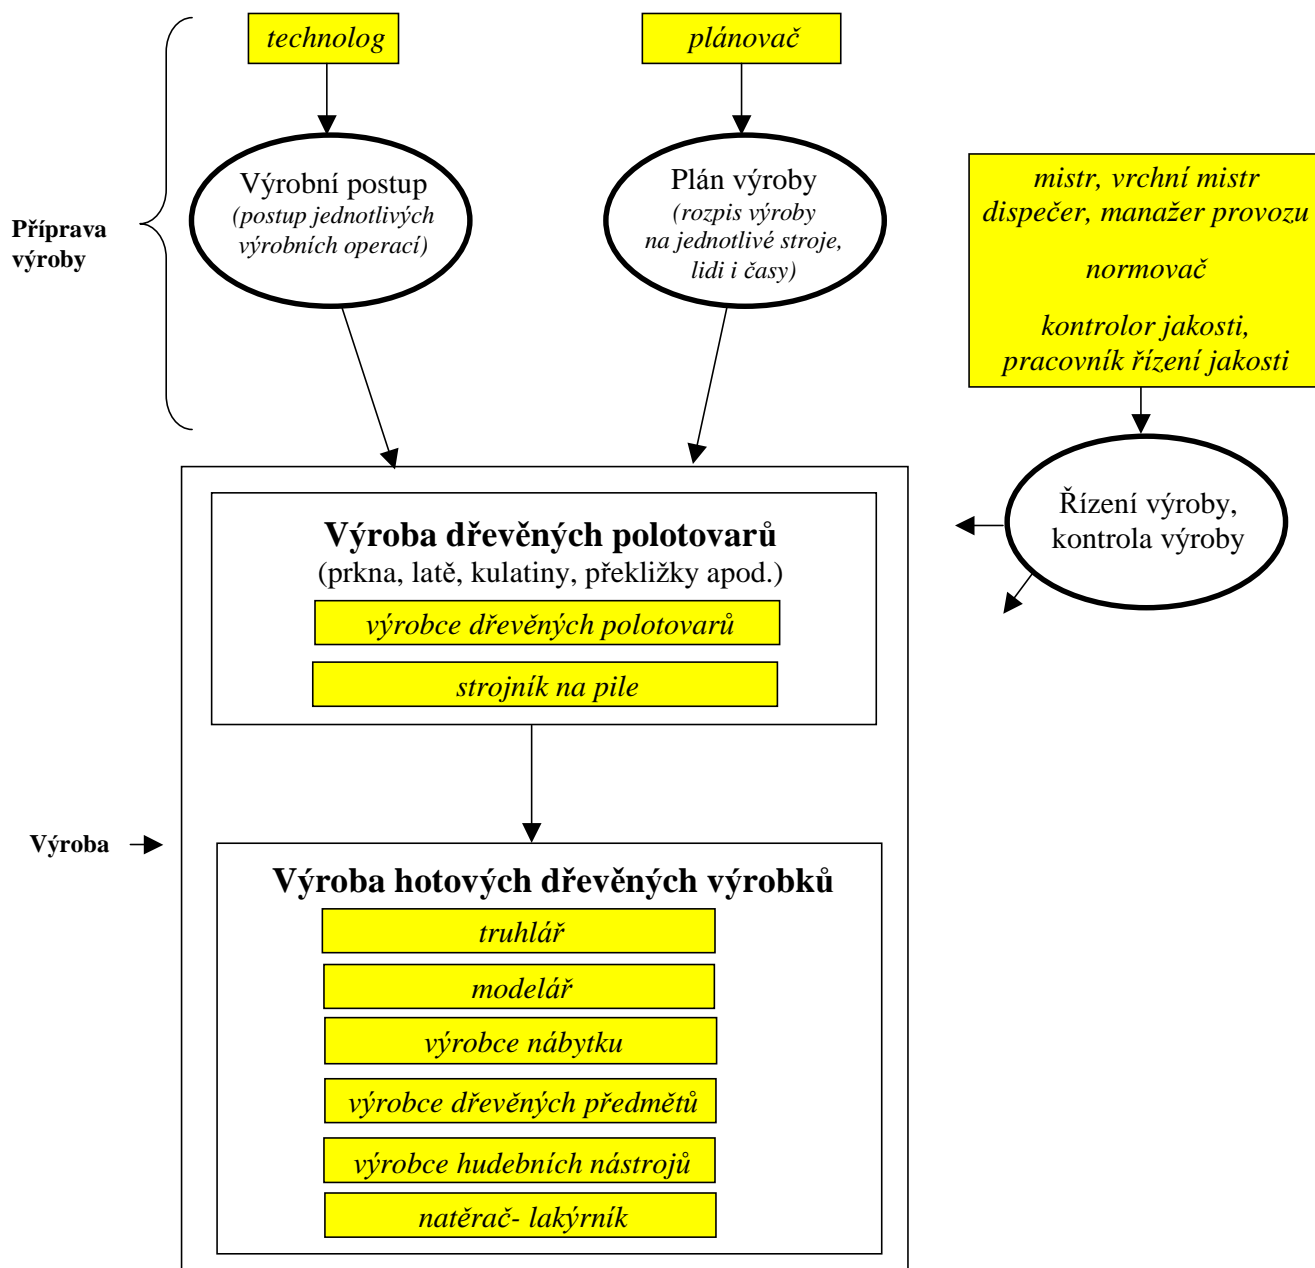 technolog
plánovač
Výrobní postup
(postup jednotlivých
výrobních operací)
Plán výroby
(rozpis výroby
na jednotlivé stroje,
lidi i časy)
Příprava
výroby
mistr, vrchní mistr
dispečer, manažer provozu
normovač
kontrolor jakosti,
pracovník řízení jakosti
Řízení výroby,
kontrola výroby
Výroba dřevěných polotovarů
(prkna, latě, kulatiny, překližky apod.)
výrobce dřevěných polotovarů
strojník na pile
Výroba
Výroba hotových dřevěných výrobků
truhlář
modelář
výrobce nábytku
výrobce dřevěných předmětů
výrobce hudebních nástrojů
natěrač- lakýrník